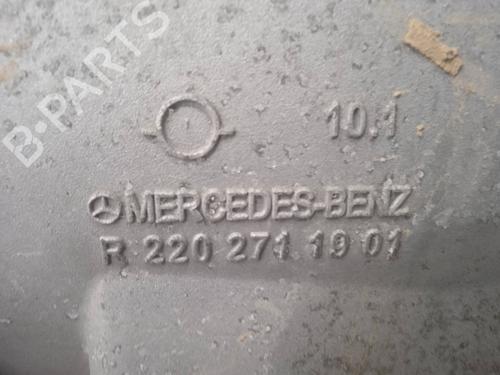 B-PARTS
10.1
MERCEDES-BENZ
R 220 271 19 01